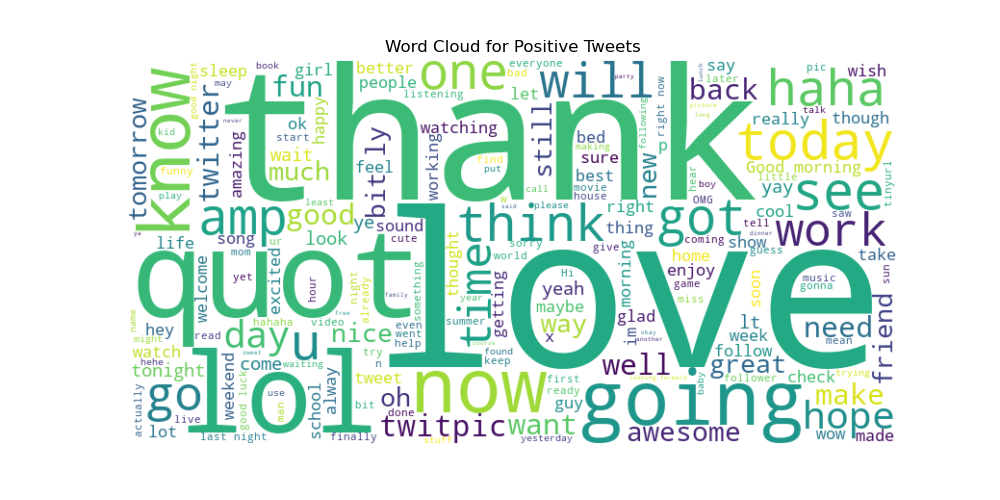 Word Cloud for Positive Tweets
thank
love
quot
lol
now
going
today
know
one
will
haha
see
work
got
think
time
amp
good
twitter
tomorrow
sleep
girl
fun
better
people
listening
everyone
bad
let
back
say
later
pic
wish
book
may
good night
never
party
lunch
right now
following
picture
long
talk
really
though
ok
start
happy
amazing
wait
much
feel
bitly
watching
working
still
bed
making
sure
best
new
p
find
put
movie
house
hear
boy
OMG
yay
Good morning
little
tinyurl
kid
funny
play
least
call
w
said
please
right
thing
cool
saw
tell
dinner
coming
show
guess
take
sun
life
song
mom
ur
look
ye
sound
cute
yet
hour
excited
welcome
night
already
something
thought
sorry
world
year
getting
Hi
give
morning
home
enjoy
game
miss
soon
music
gonna
ya
name
might
hey
hahaha
video
free
family
read
day
u
nice
even
went
help
summer
yeah
maybe
way
x
glad
im
okay
another
lt
week
follow
need
mean
friend
watch
hehe
tonight
come
sweet
waiting
try
n
found
keep
course
well
looking forward
baby
great
follower
check
trying
actually
go
live
lot
weekend
good luck
use
man
school
alway
bit
tweet
oh
done
first
ready
guy
make
hope
last night
finally
twitpic
stuff
want
yesterday
awesome
wow
made